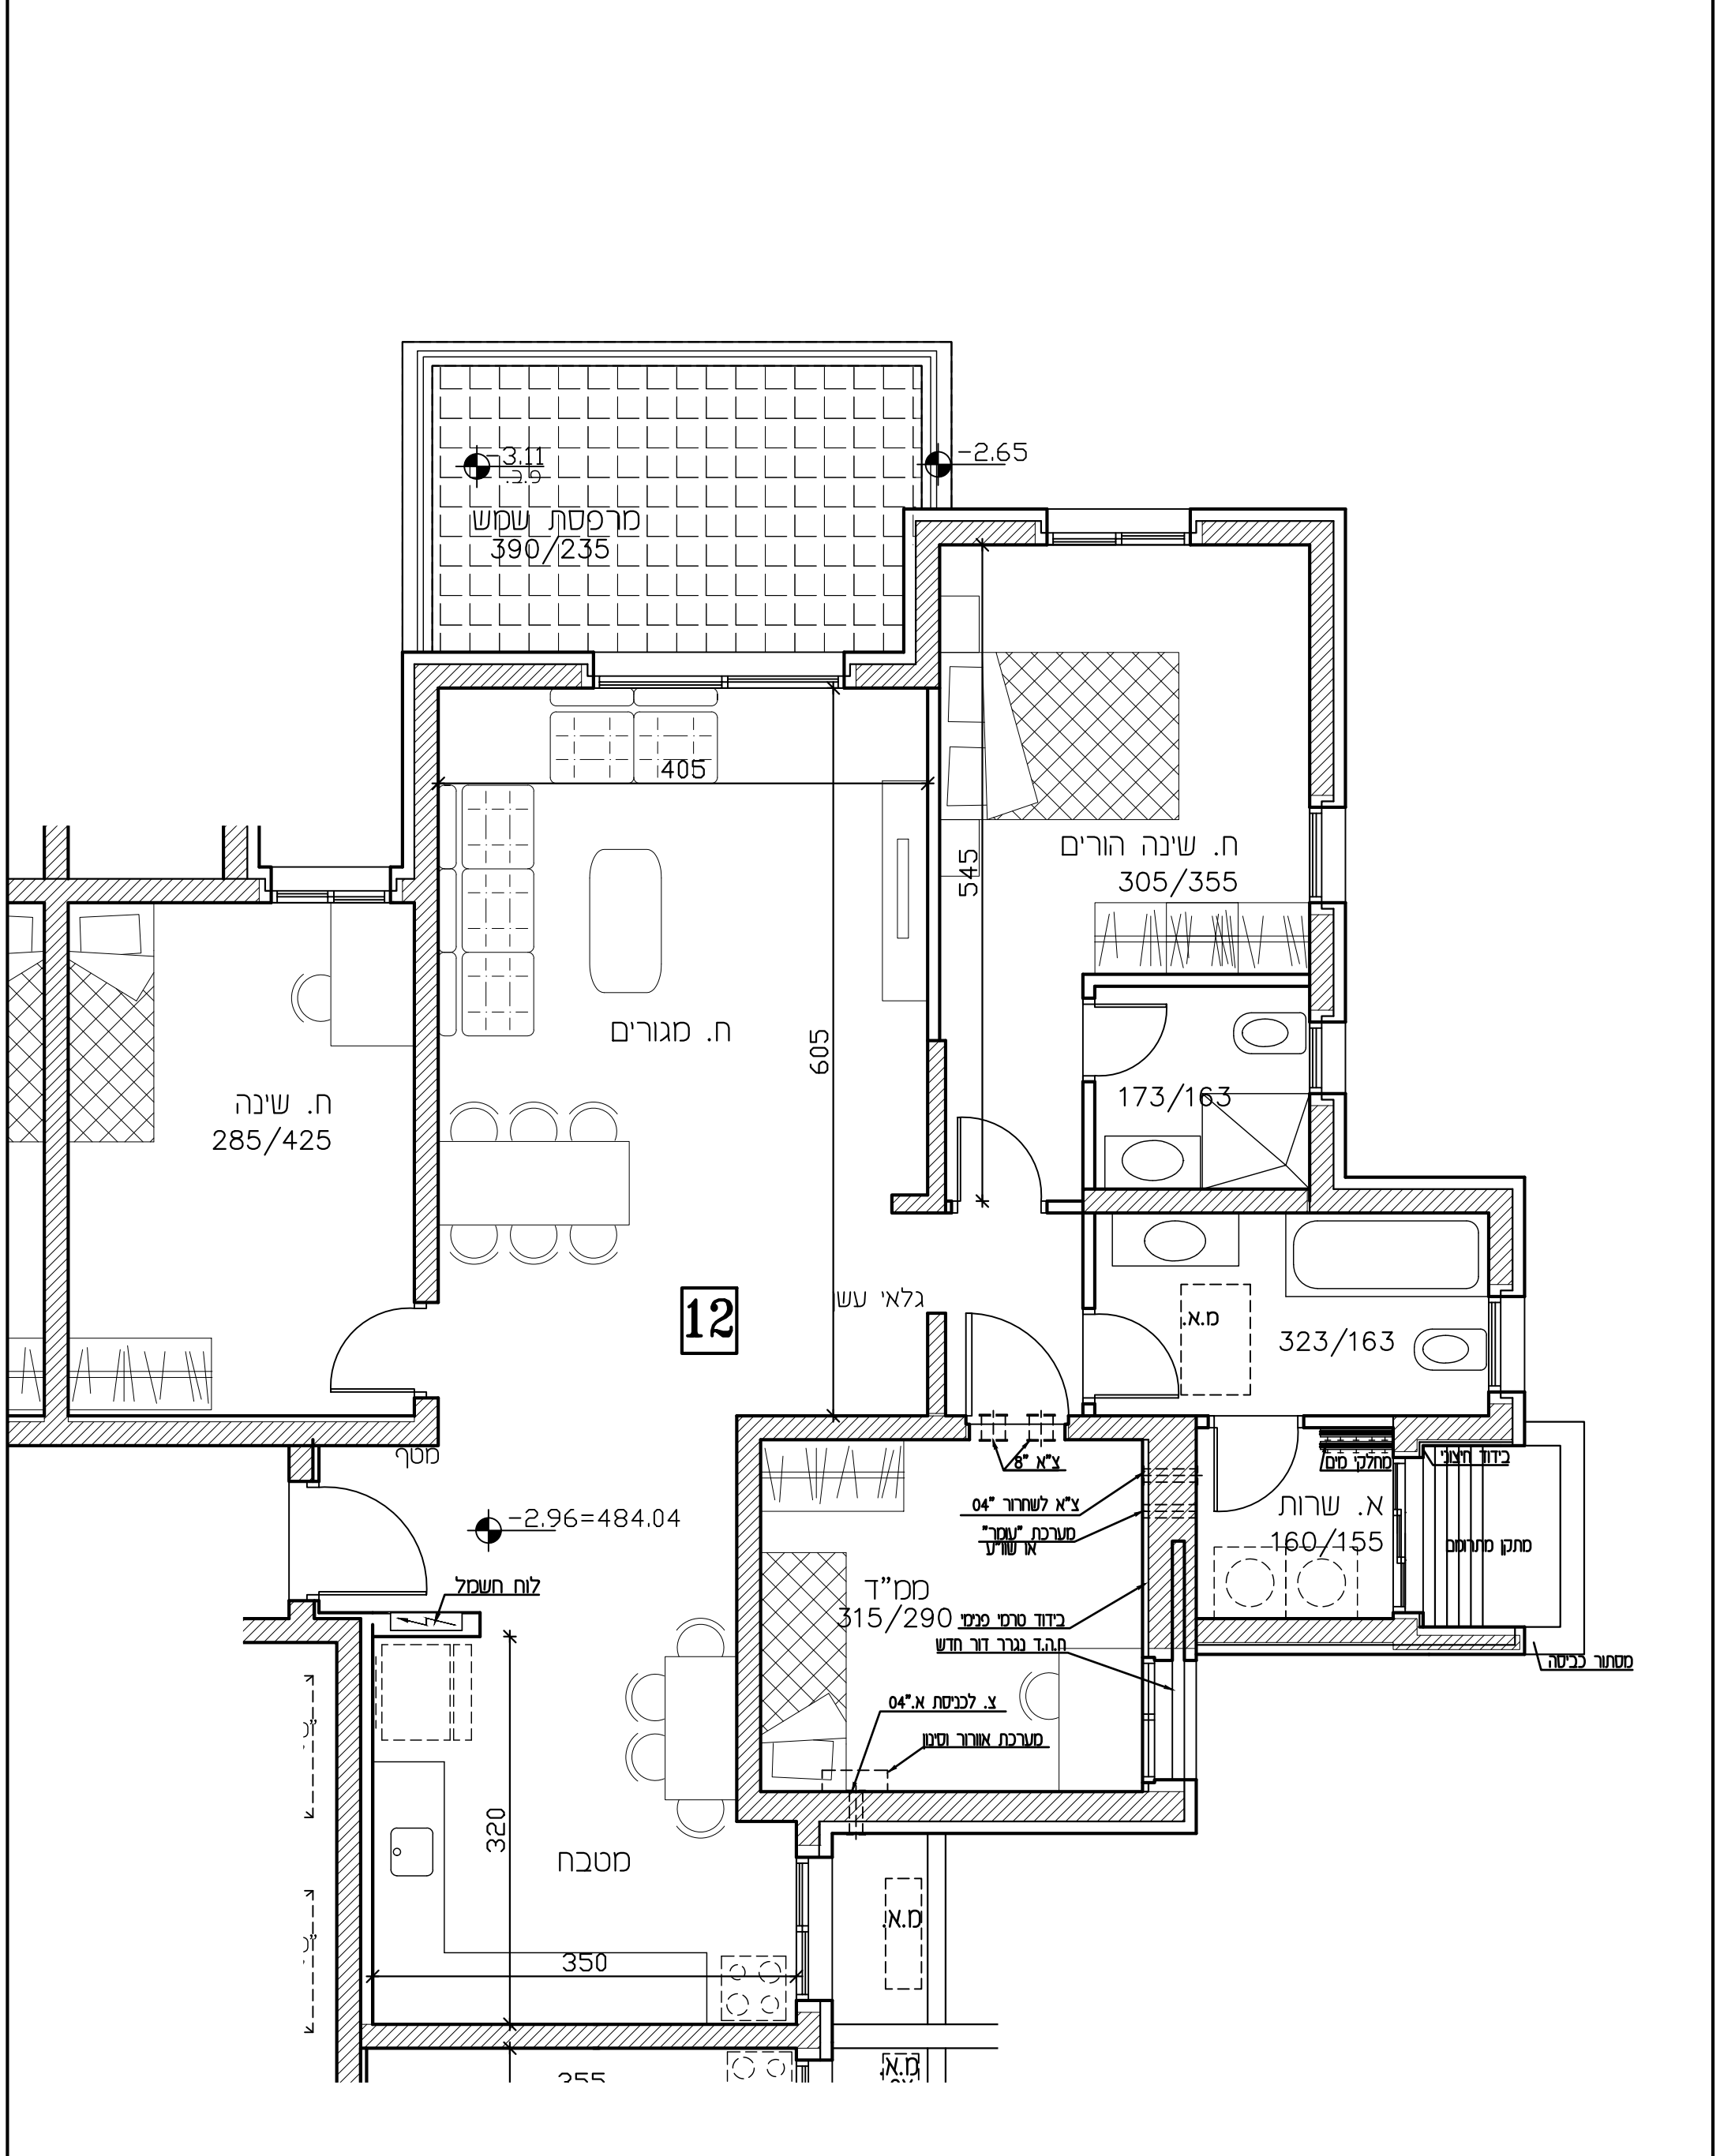 -3.11
פ.כ.
-2.65
מרפסת שמש
390/235
405
ח. שינה הורים
305/355
545
ח. מגורים
605
173/163
ח. שינה
285/425
12
גלאי עשן
מ.א.
323/163
מטף
צ"א 8"
מחלקי מים
בידוד חיצוני
-2.96=484.04
צ"א לשחרור 04"
מערכת "עומר"
או שוו"ע
א. שרות
160/155
מתקן מתרומם
לוח חשמל
ממ"ד
315/290
בידוד טרמי פנימי
ח.ה.ד נגרר דור חדש
מסתור כביסה
צ. לכניסת א.04"
מערכת אוורור וסינון
320
מטבח
מ.א.
350
מ.א.
355